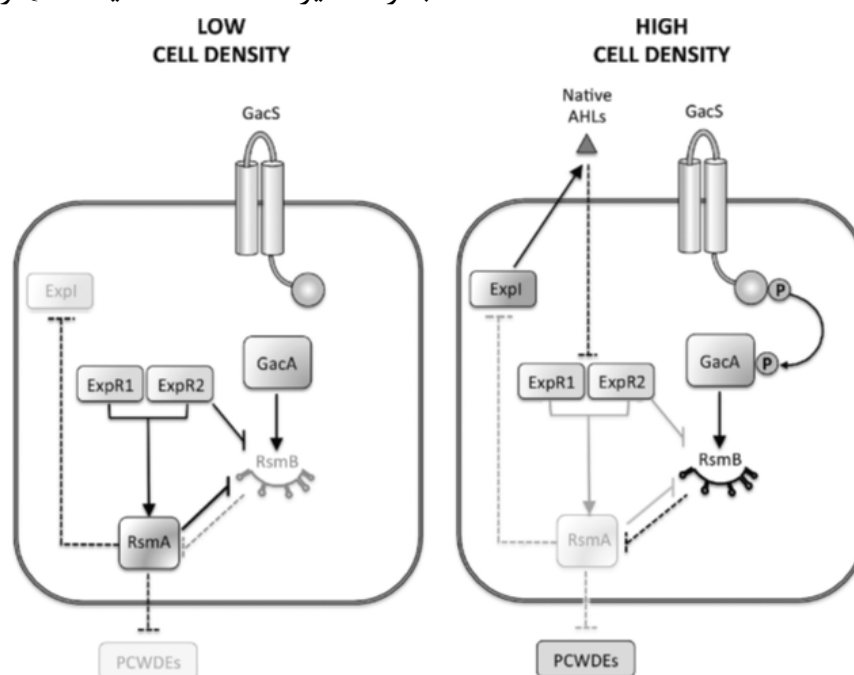 LOW
CELL DENSITY
GacS
ExpI
ExpR1 ExpR2
GacA
RsmB
RsmA
PCWDEs
HIGH
CELL DENSITY
Native
AHLs
GacS
ExpI
P
ExpR1 ExpR2
GacA P
RsmB
RsmA
PCWDEs